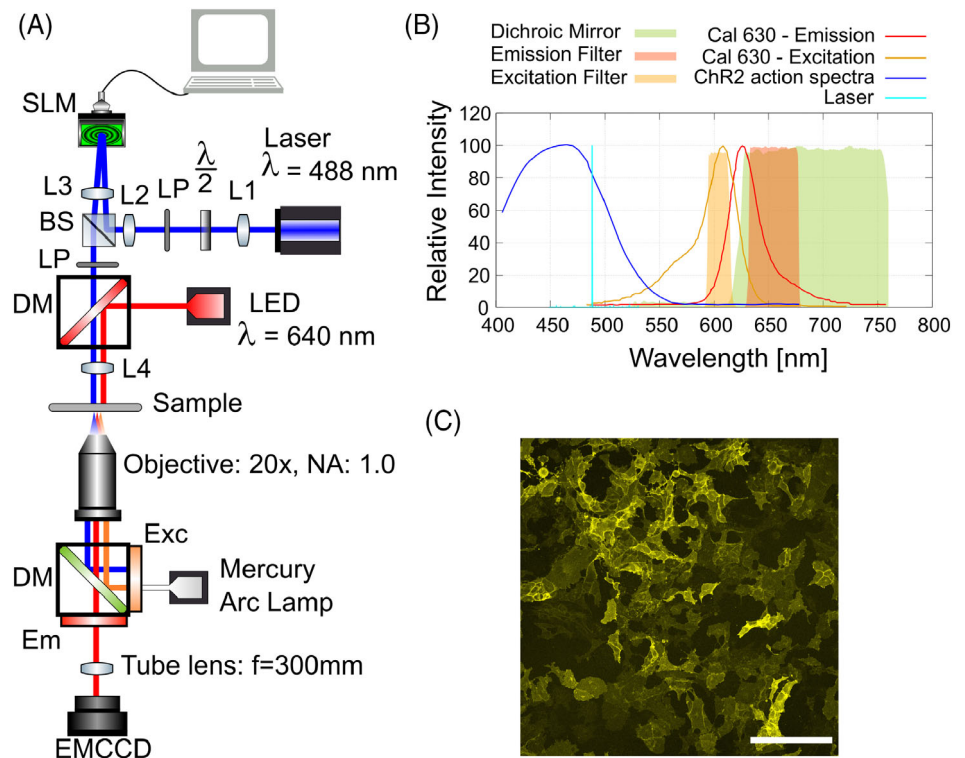 (A)
SLM
Laser
λ = 488 nm
L3
L2
LP
λ/2
L1
BS
LP
DM
LED
λ = 640 nm
L4
Sample
Objective: 20x, NA: 1.0
Exc
DM
Mercury
Arc Lamp
Em
Tube lens: f=300mm
EMCCD
(B)
Dichroic Mirror
Emission Filter
Excitation Filter
Cal 630 - Emission
Cal 630 - Excitation
ChR2 action spectra
Laser
Relative Intensity
120
100
80
60
40
20
0
400 450 500 550 600 650 700 750 800
Wavelength [nm]
(C)